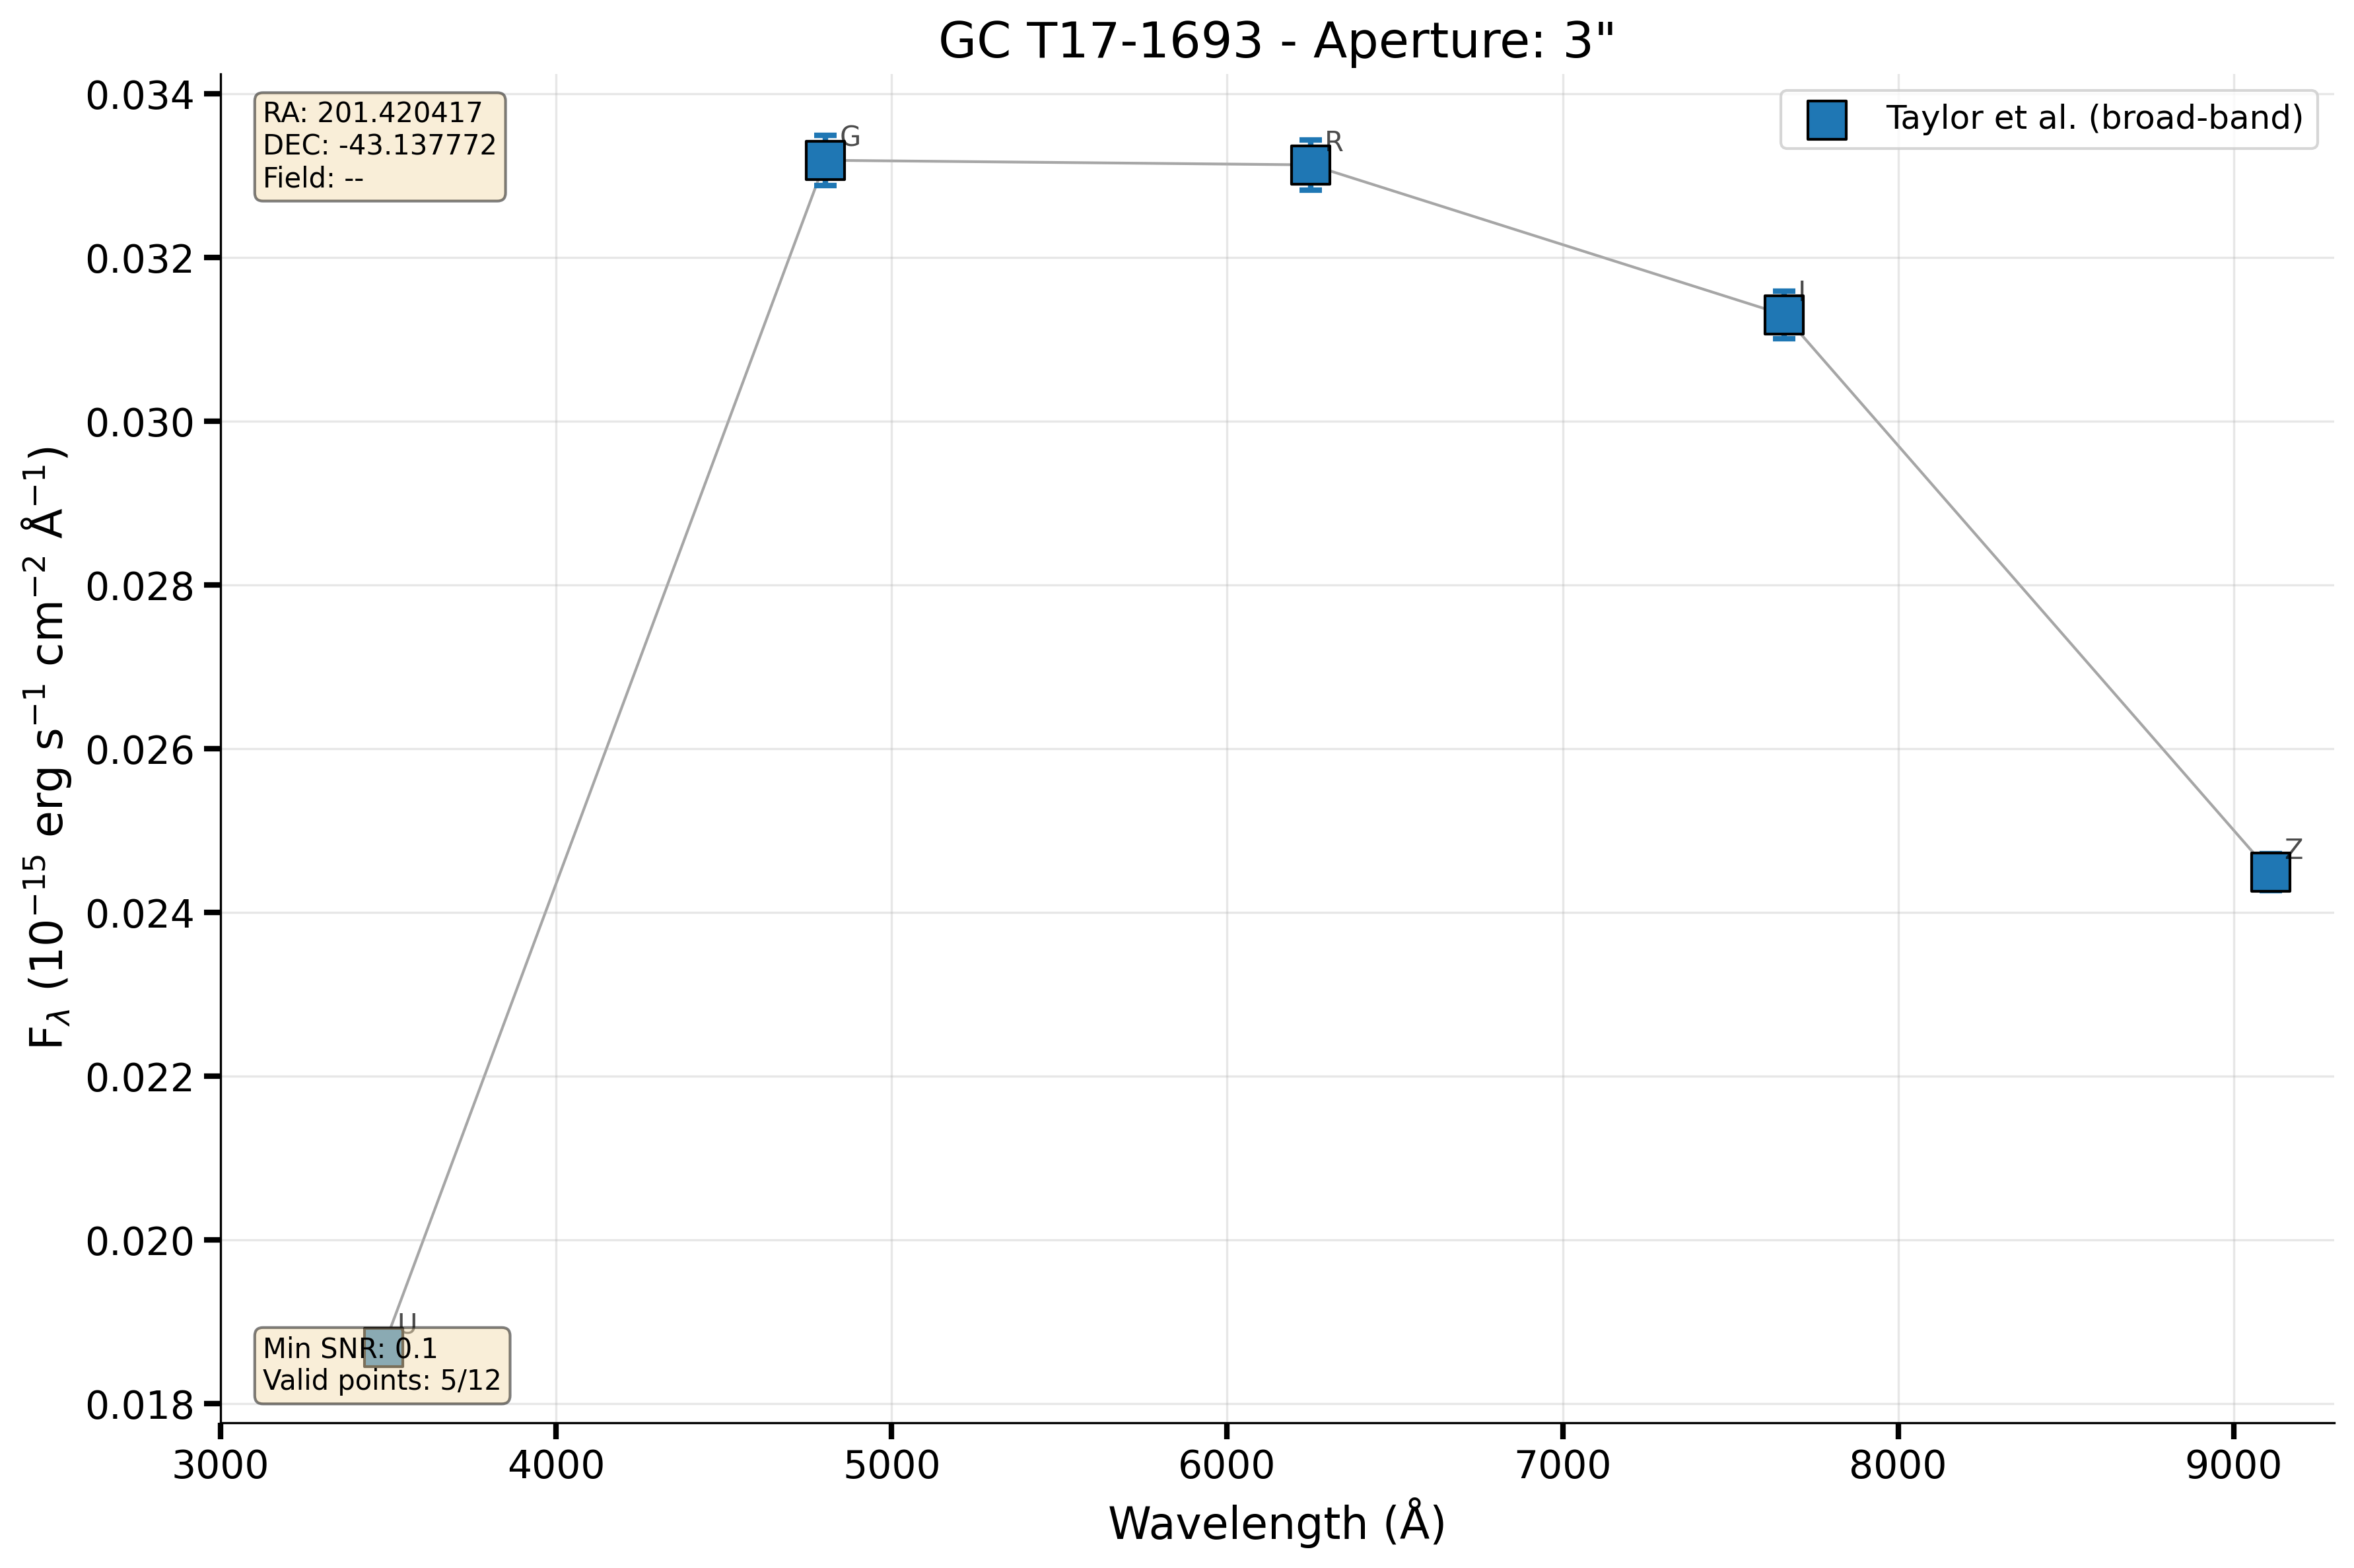 GC T17-1693 - Aperture: 3"
RA: 201.420417
DEC: -43.137772
Field: --
Taylor et al. (broad-band)
G
R
I
Z
U
Min SNR: 0.1
Valid points: 5/12
0.034
0.032
0.030
0.028
0.026
0.024
0.022
0.020
0.018
F_λ (10⁻¹⁵ erg s⁻¹ cm⁻² Å⁻¹)
3000 4000 5000 6000 7000 8000 9000
Wavelength (Å)